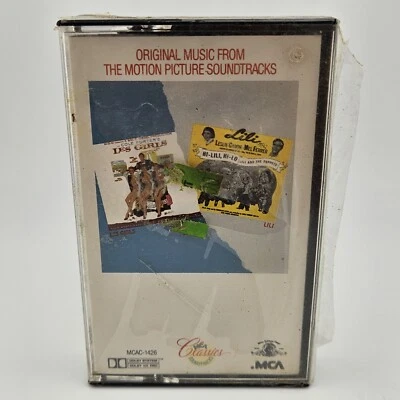 ORIGINAL MUSIC FROM
THE MOTION PICTURE SOUNDTRACKS
LES GIRLS
Lili
LESLIE CARON · MEL FERRER
HI-LILI, HI-LO
LILI
MCAC-1426
Classics
MCA